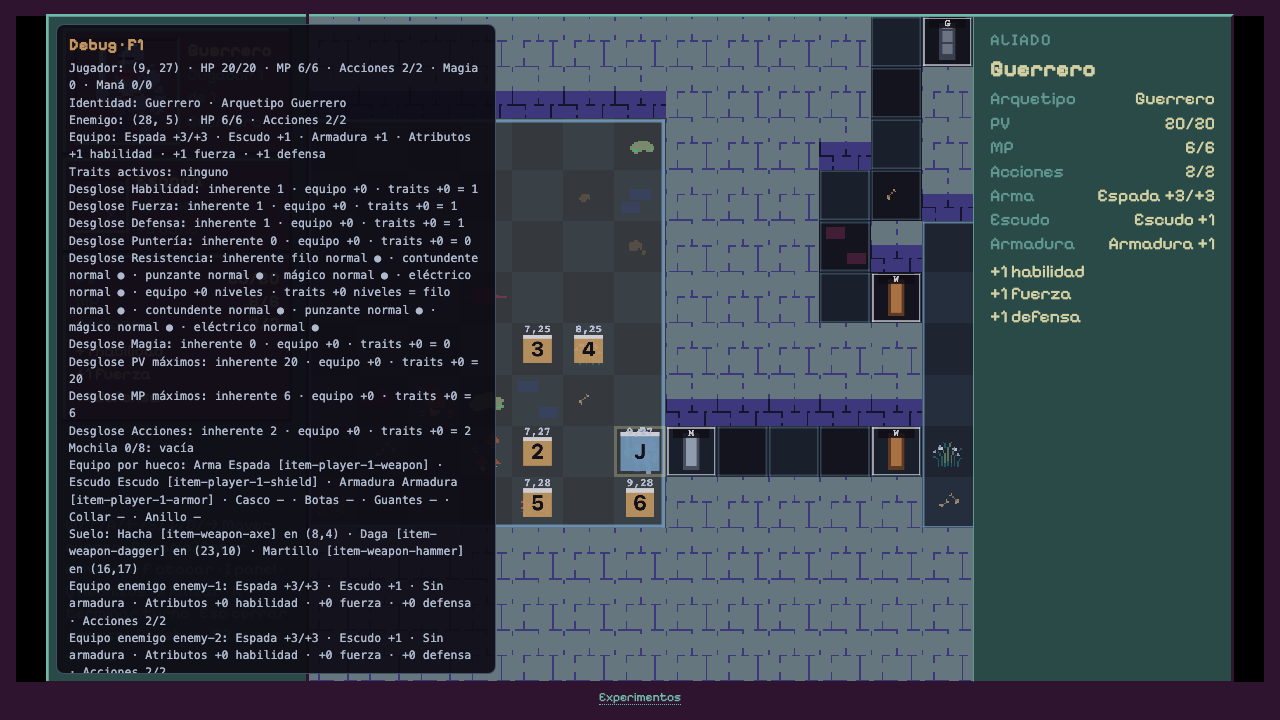 Debug·F1
Jugador: (9, 27) · HP 20/20 · MP 6/6 · Acciones 2/2 · Magia
0 · Maná 0/0
Identidad: Guerrero · Arquetipo Guerrero
Enemigo: (28, 5) · HP 6/6 · Acciones 2/2
Equipo: Espada +3/+3 · Escudo +1 · Armadura +1 · Atributos
+1 habilidad · +1 fuerza · +1 defensa
Traits activos: ninguno
Desglose Habilidad: inherente 1 · equipo +0 · traits +0 = 1
Desglose Fuerza: inherente 1 · equipo +0 · traits +0 = 1
Desglose Defensa: inherente 1 · equipo +0 · traits +0 = 1
Desglose Puntería: inherente 0 · equipo +0 · traits +0 = 0
Desglose Resistencia: inherente filo normal ● · contundente
normal ● · punzante normal ● · mágico normal ● · eléctrico
normal ● · equipo +0 niveles · traits +0 niveles = filo
normal ● · contundente normal ● · punzante normal ● ·
mágico normal ● · eléctrico normal ●
Desglose Magia: inherente 0 · equipo +0 · traits +0 = 0
Desglose PV máximos: inherente 20 · equipo +0 · traits +0 =
20
Desglose MP máximos: inherente 6 · equipo +0 · traits +0 =
6
Desglose Acciones: inherente 2 · equipo +0 · traits +0 = 2
Mochila 0/8: vacía
Equipo por hueco: Arma Espada [item-player-1-weapon] ·
Escudo Escudo [item-player-1-shield] · Armadura Armadura
[item-player-1-armor] · Casco — · Botas — · Guantes — ·
Collar — · Anillo —
Suelo: Hacha [item-weapon-axe] en (8,4) · Daga [item-
weapon-dagger] en (23,10) · Martillo [item-weapon-hammer]
en (16,17)
Equipo enemigo enemy-1: Espada +3/+3 · Escudo +1 · Sin
armadura · Atributos +0 habilidad · +0 fuerza · +0 defensa
· Acciones 2/2
Equipo enemigo enemy-2: Espada +3/+3 · Escudo +1 · Sin
armadura · Atributos +0 habilidad · +0 fuerza · +0 defensa
· Acciones 2/2
G
W
7,25 8,25
3 4
7,27
2 J
N
W
7,28 9,28
5 6
ALIADO
Guerrero
Arquetipo Guerrero
PV 20/20
MP 6/6
Acciones 2/2
Arma Espada +3/+3
Escudo Escudo +1
Armadura Armadura +1
+1 habilidad
+1 fuerza
+1 defensa
Experimentos